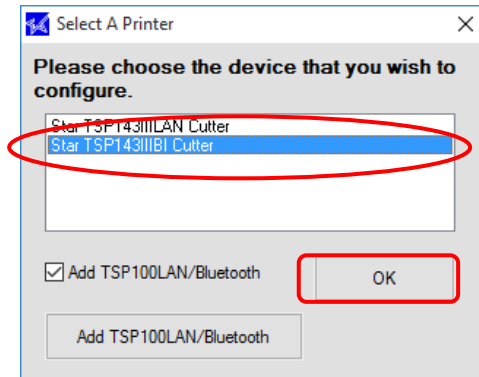 Select A Printer
Please choose the device that you wish to
configure.
Star TSP143IIILAN Cutter
Star TSP143IIIBI Cutter
Add TSP100LAN/Bluetooth
OK
Add TSP100LAN/Bluetooth